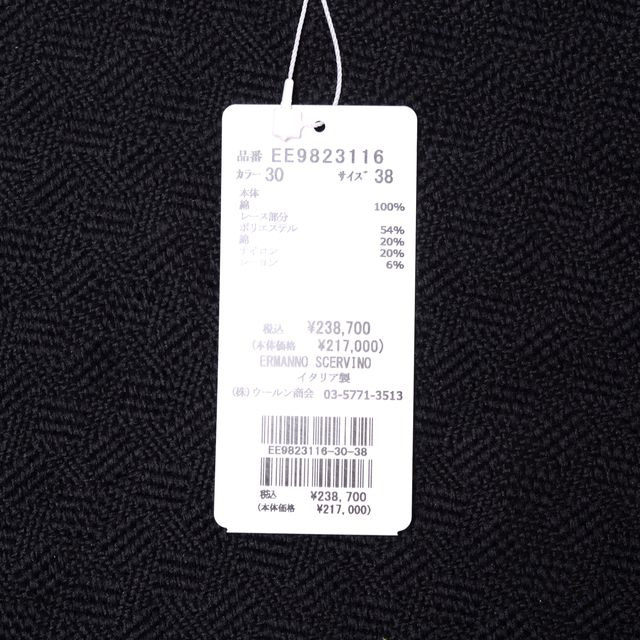 品番 EE9823116
カラー 30 サイズ 38
本体
綿 100%
レース部分
ポリエステル 54%
綿 20%
ナイロン 20%
レーヨン 6%
税込 ¥238,700
(本体価格 ¥217,000)
ERMANNO SCERVINO
イタリア製
(株)ウールン商会 03-5771-3513
EE9823116-30-38
税込 ¥238,700
(本体価格 ¥217,000)